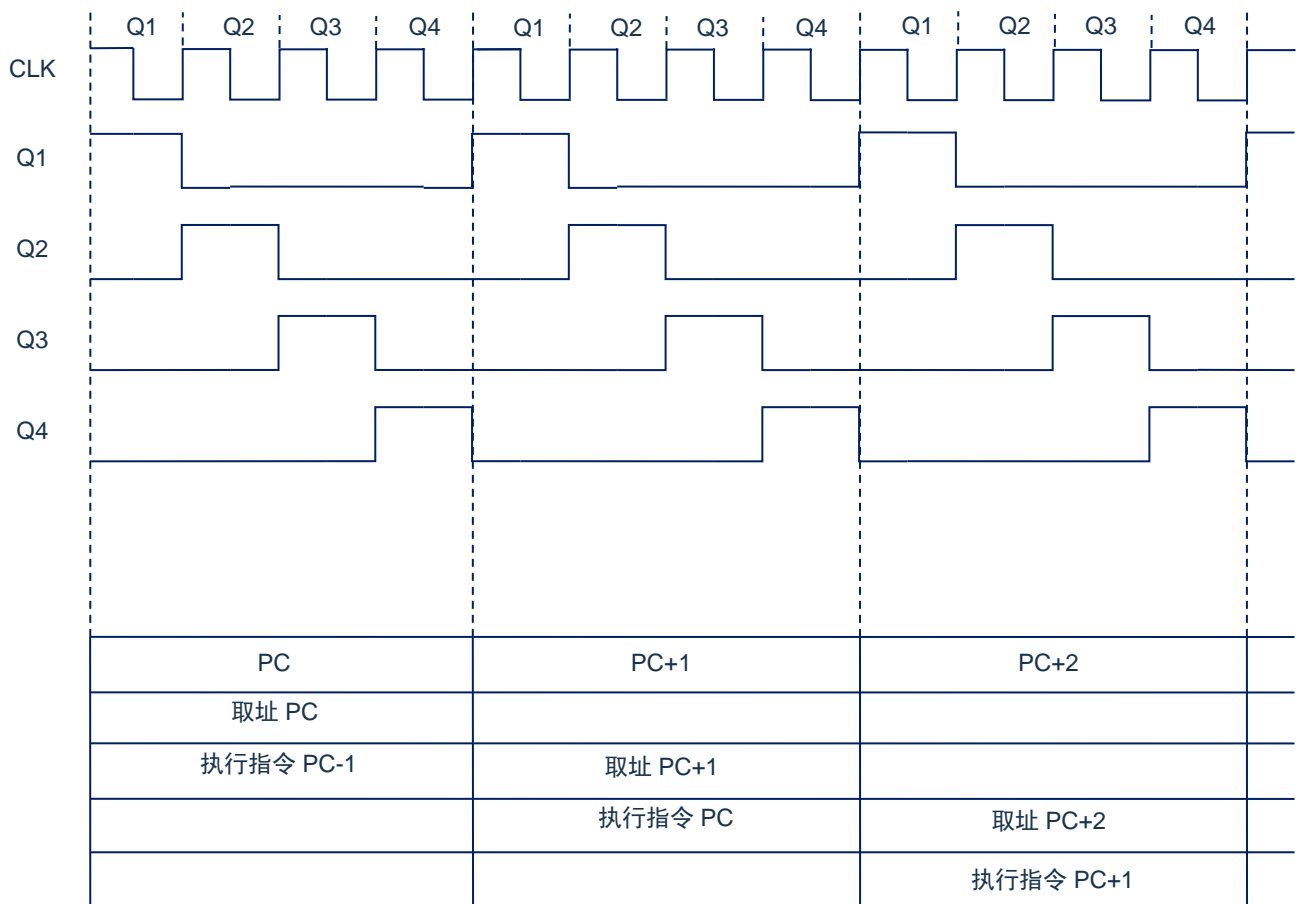 Q1 Q2 Q3 Q4 Q1 Q2 Q3 Q4 Q1 Q2 Q3 Q4
CLK
Q1
Q2
Q3
Q4
PC PC+1 PC+2
取址 PC
执行指令 PC-1 取址 PC+1
执行指令 PC 取址 PC+2
执行指令 PC+1